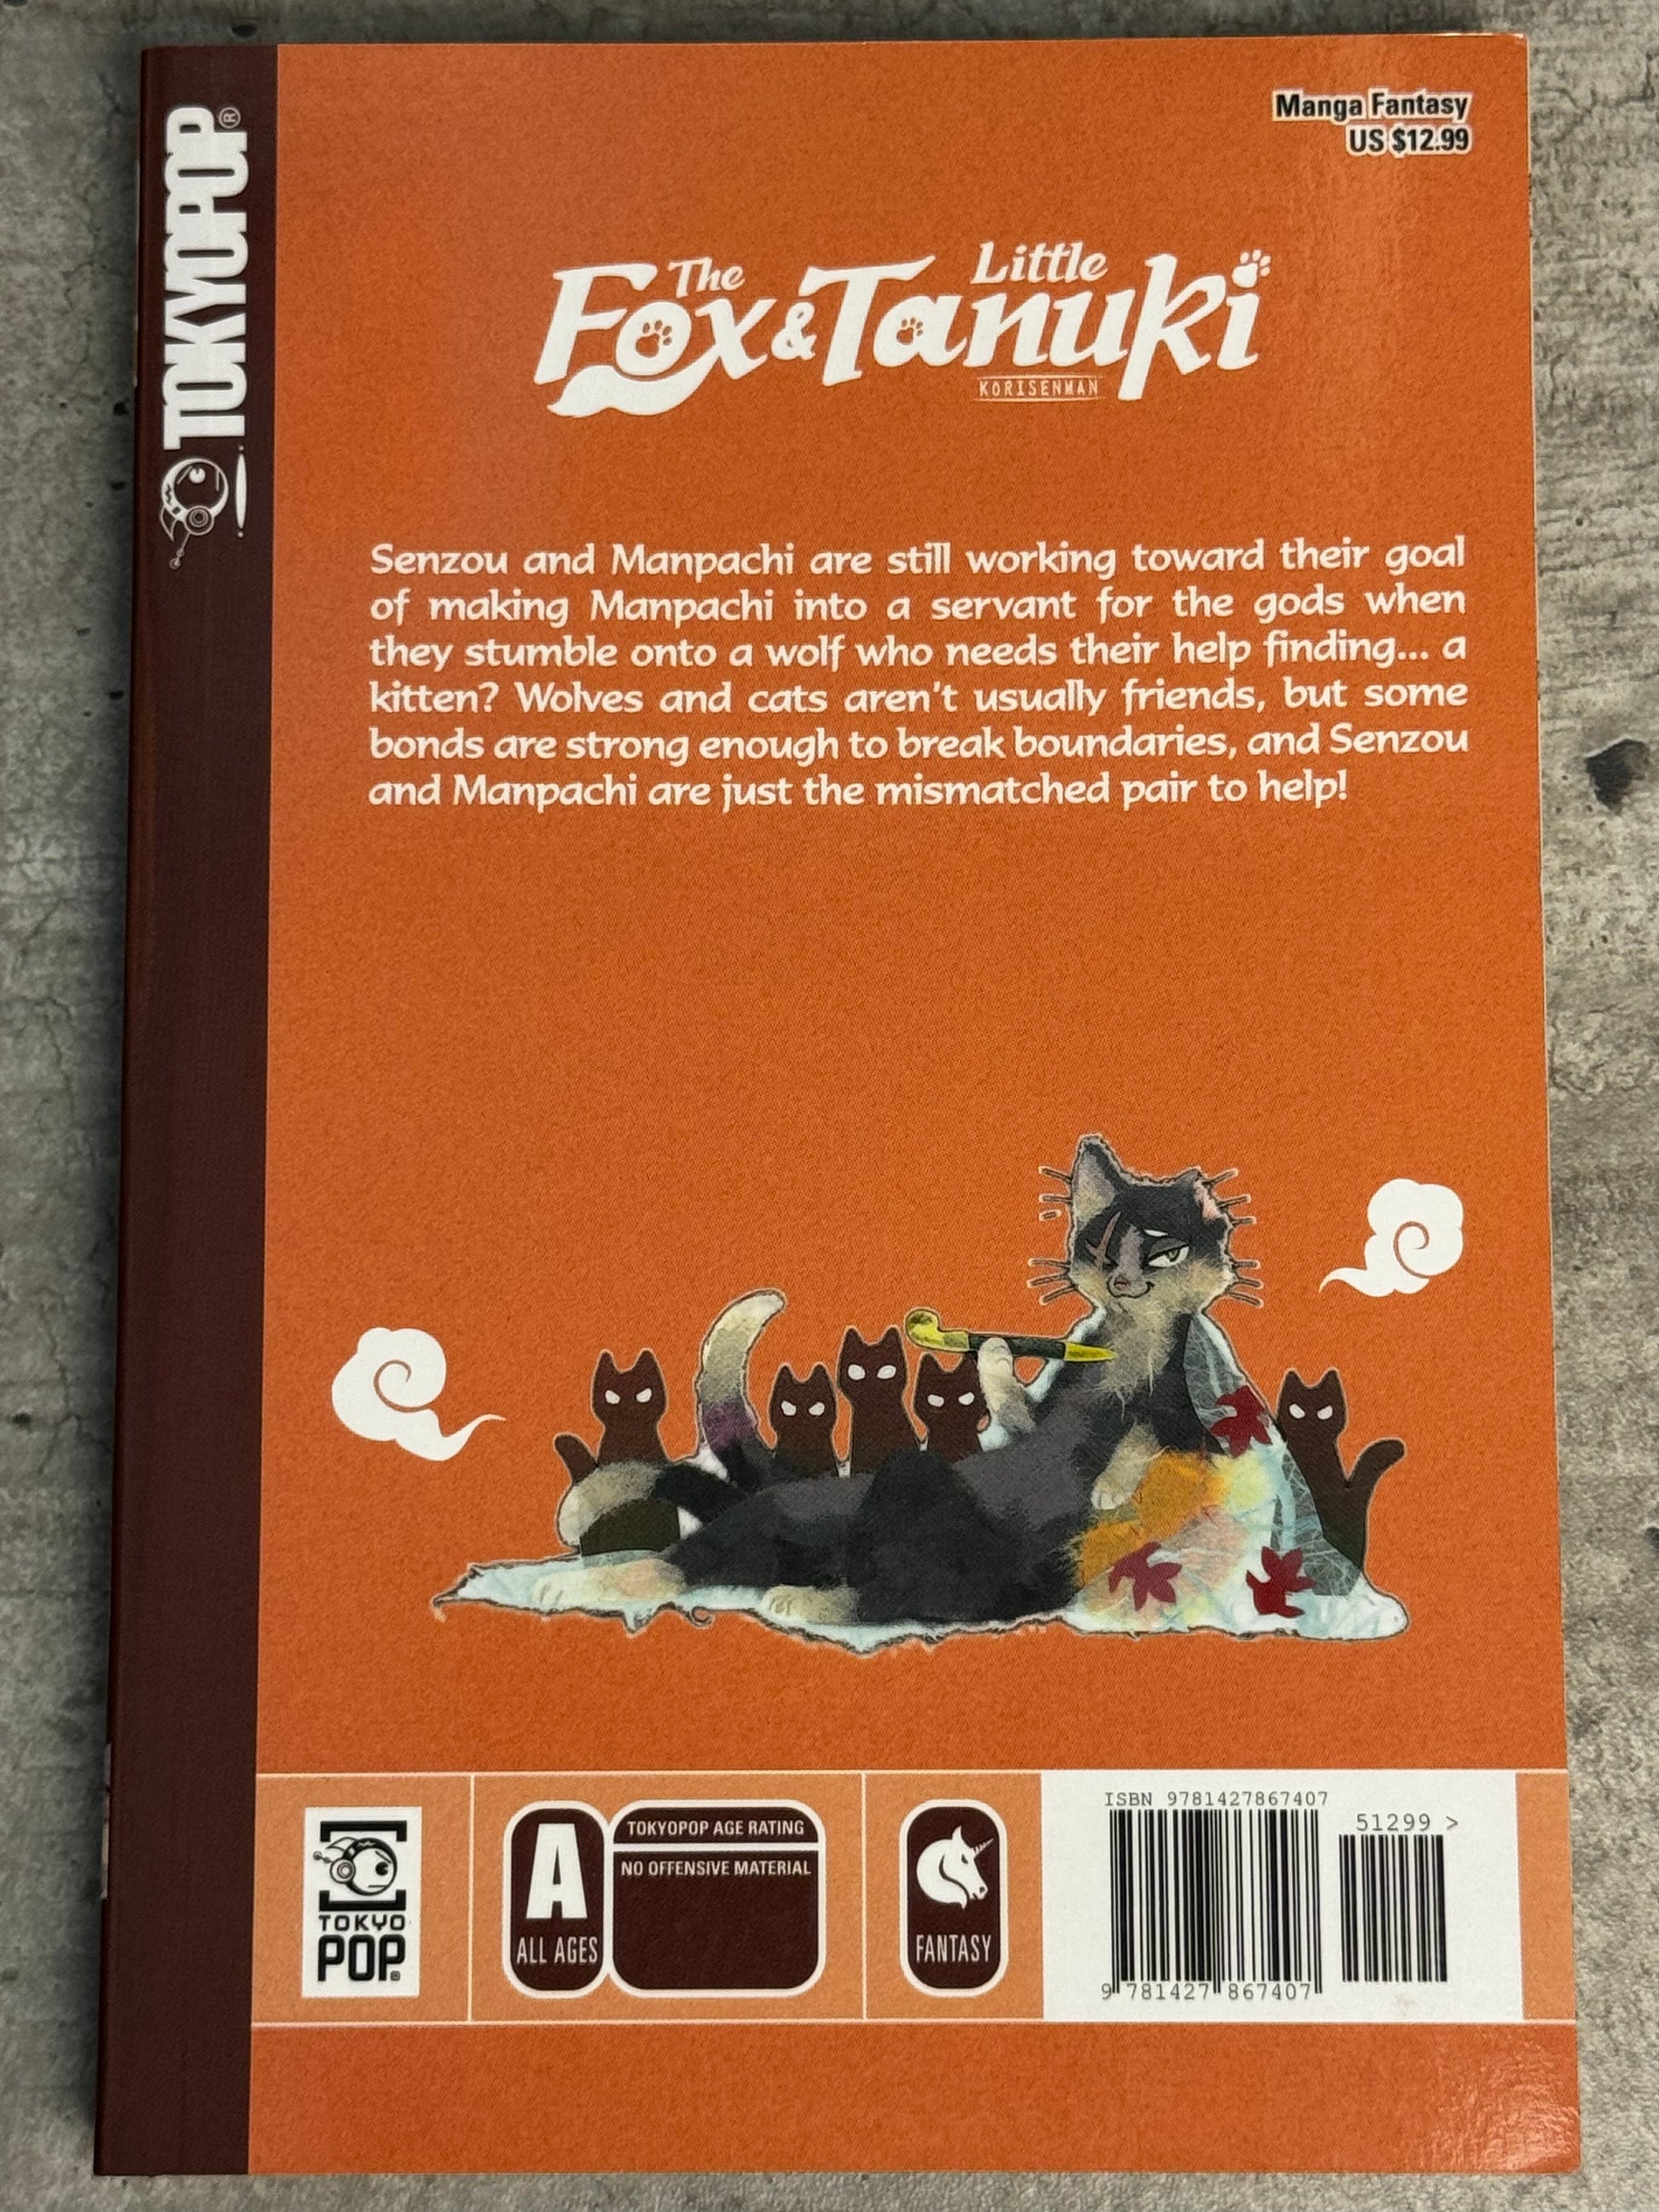 TOKYOPOP®
Manga Fantasy
US $12.99
The Fox & Little Tanuki
KORISENMAN
Senzou and Manpachi are still working toward their goal
of making Manpachi into a servant for the gods when
they stumble onto a wolf who needs their help finding... a
kitten? Wolves and cats aren't usually friends, but some
bonds are strong enough to break boundaries, and Senzou
and Manpachi are just the mismatched pair to help!
TOKYO
POP®
A
ALL AGES
TOKYOPOP AGE RATING
NO OFFENSIVE MATERIAL
FANTASY
ISBN 9781427867407
51299 >
9 781427 867407